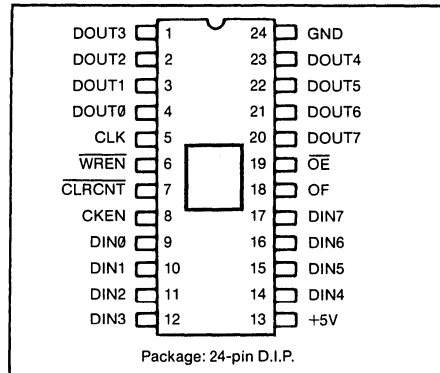 DOUT3 1 24 GND
DOUT2 2 23 DOUT4
DOUT1 3 22 DOUT5
DOUT0 4 21 DOUT6
CLK 5 20 DOUT7
WREN 6 19 OE
CLRCNT 7 18 OF
CKEN 8 17 DIN7
DIN0 9 16 DIN6
DIN1 10 15 DIN5
DIN2 11 14 DIN4
DIN3 12 13 +5V
Package: 24-pin D.I.P.